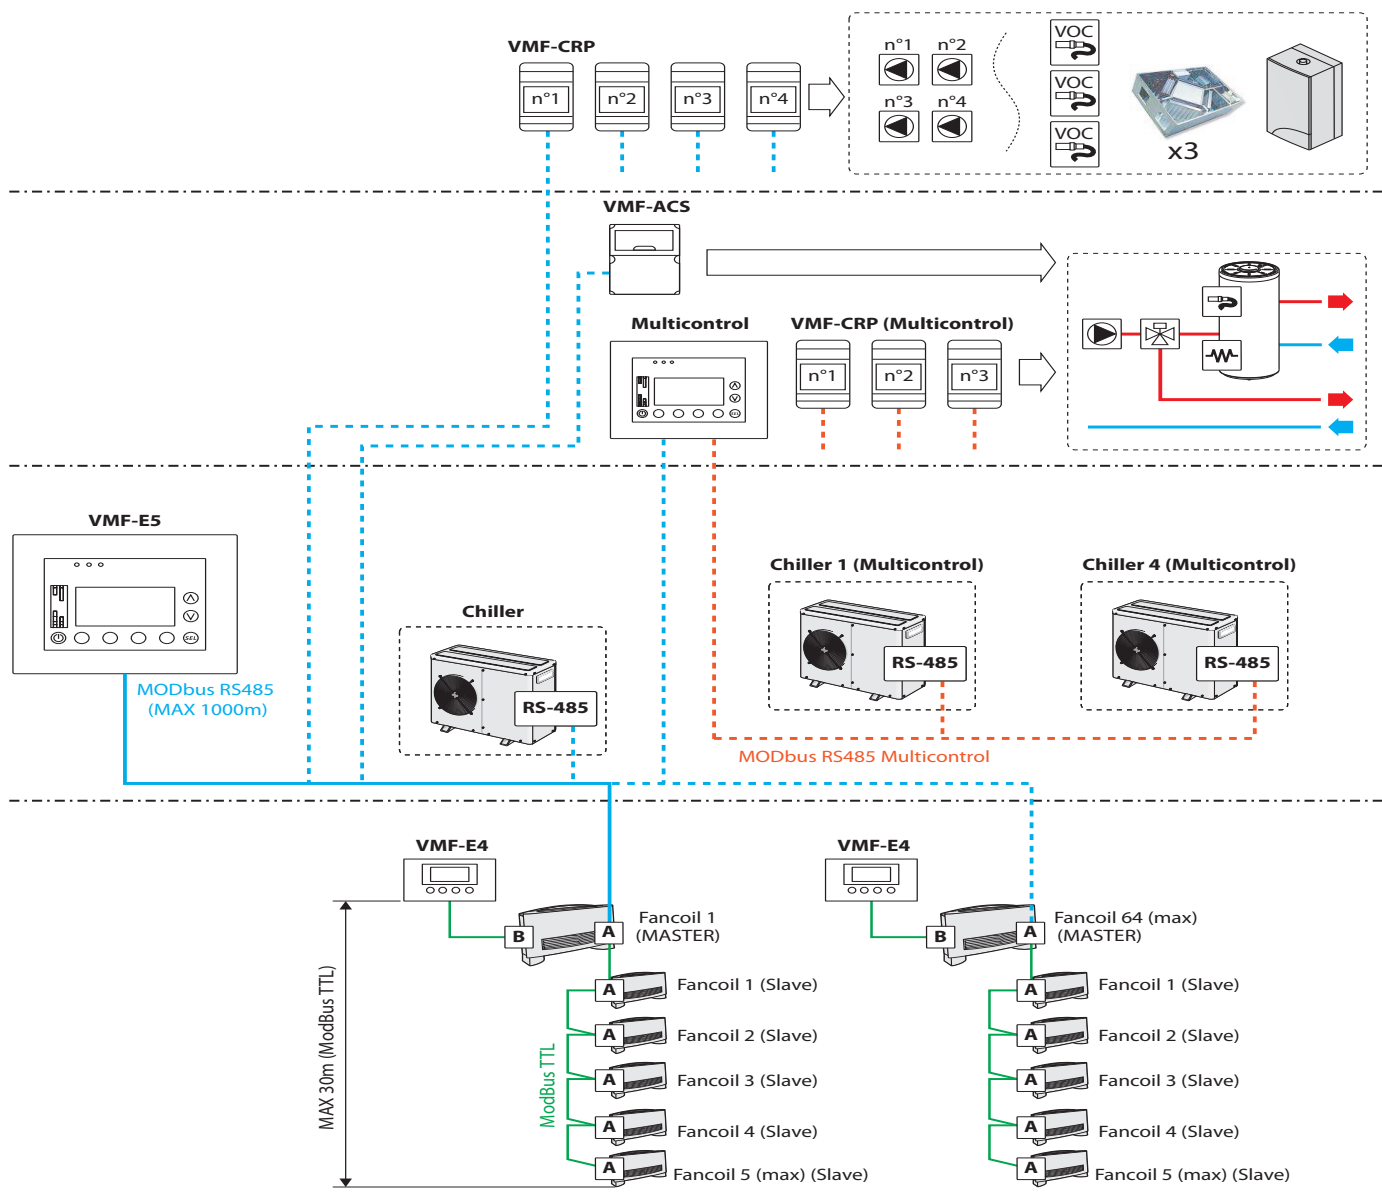 VMF-CRP
n°1
n°2
n°3
n°4
n°1
n°2
n°3
n°4
VOC
VOC
VOC
x3
VMF-ACS
Multicontrol
SEL
VMF-CRP (Multicontrol)
n°1
n°2
n°3
VMF-E5
SEL
MODbus RS485
(MAX 1000m)
Chiller
RS-485
Chiller 1 (Multicontrol)
RS-485
Chiller 4 (Multicontrol)
RS-485
MODbus RS485 Multicontrol
VMF-E4
B
A
Fancoil 1
(MASTER)
A
Fancoil 1 (Slave)
A
Fancoil 2 (Slave)
A
Fancoil 3 (Slave)
A
Fancoil 4 (Slave)
A
Fancoil 5 (max) (Slave)
MAX 30m (ModBus TTL)
ModBus TTL
VMF-E4
B
A
Fancoil 64 (max)
(MASTER)
A
Fancoil 1 (Slave)
A
Fancoil 2 (Slave)
A
Fancoil 3 (Slave)
A
Fancoil 4 (Slave)
A
Fancoil 5 (max) (Slave)